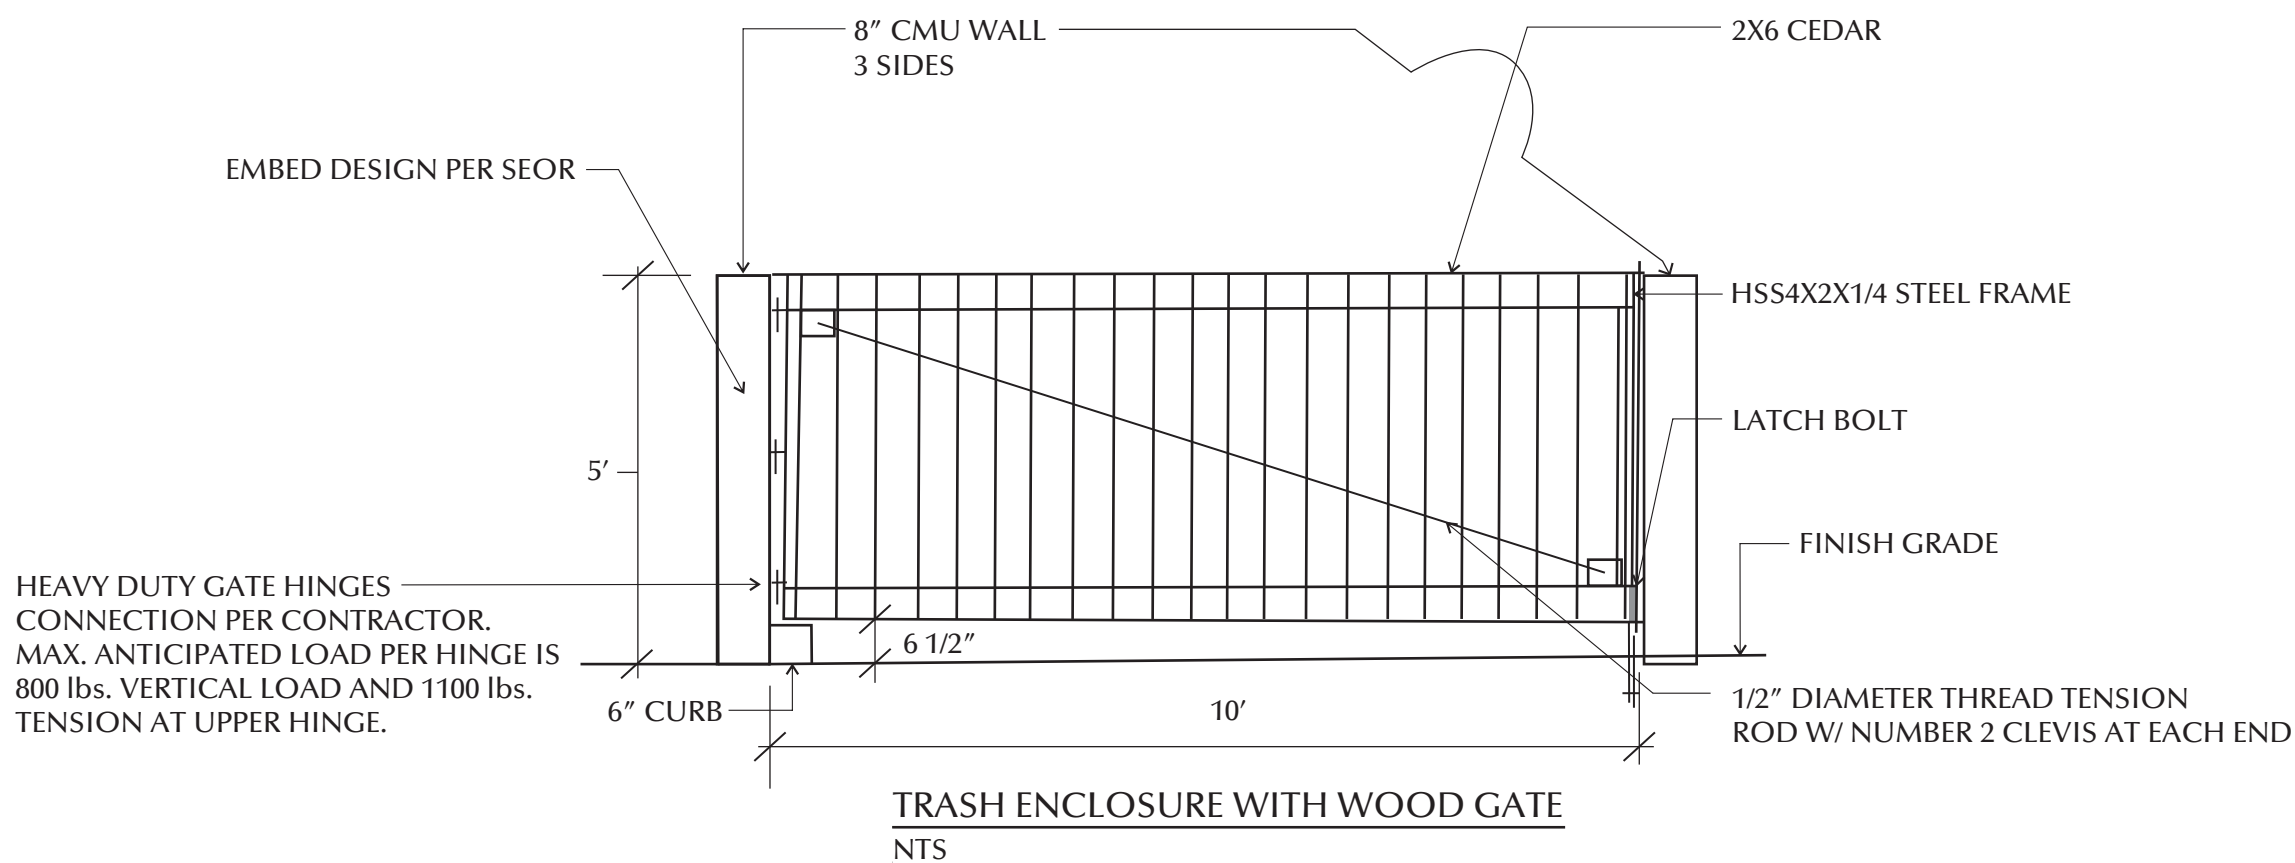 8″ CMU WALL
3 SIDES
2X6 CEDAR
EMBED DESIGN PER SEOR
HSS4X2X1/4 STEEL FRAME
LATCH BOLT
5′
FINISH GRADE
HEAVY DUTY GATE HINGES
CONNECTION PER CONTRACTOR.
MAX. ANTICIPATED LOAD PER HINGE IS
800 lbs. VERTICAL LOAD AND 1100 lbs.
TENSION AT UPPER HINGE.
6 1/2″
6″ CURB
10′
1/2″ DIAMETER THREAD TENSION
ROD W/ NUMBER 2 CLEVIS AT EACH END
TRASH ENCLOSURE WITH WOOD GATE
NTS